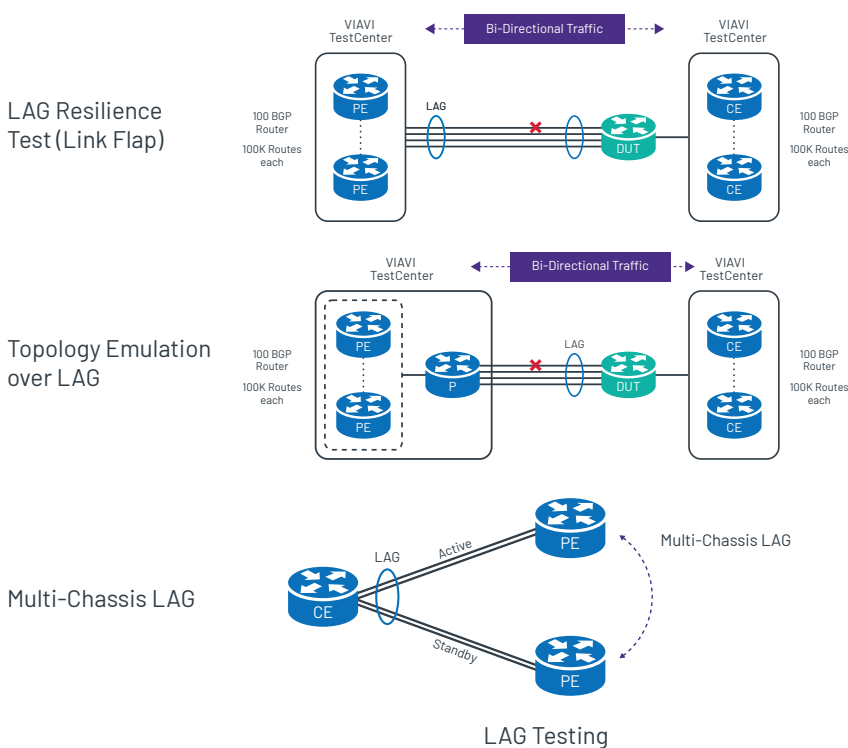 LAG Resilience
Test (Link Flap)
VIAVI
TestCenter
Bi-Directional Traffic
VIAVI
TestCenter
100 BGP
Router
100K Routes
each
PE
PE
LAG
DUT
CE
CE
100 BGP
Router
100K Routes
each
Topology Emulation
over LAG
VIAVI
TestCenter
Bi-Directional Traffic
VIAVI
TestCenter
100 BGP
Router
100K Routes
each
PE
PE
P
LAG
DUT
CE
CE
100 BGP
Router
100K Routes
each
Multi-Chassis LAG
CE
LAG
Active
Standby
PE
PE
Multi-Chassis LAG
LAG Testing